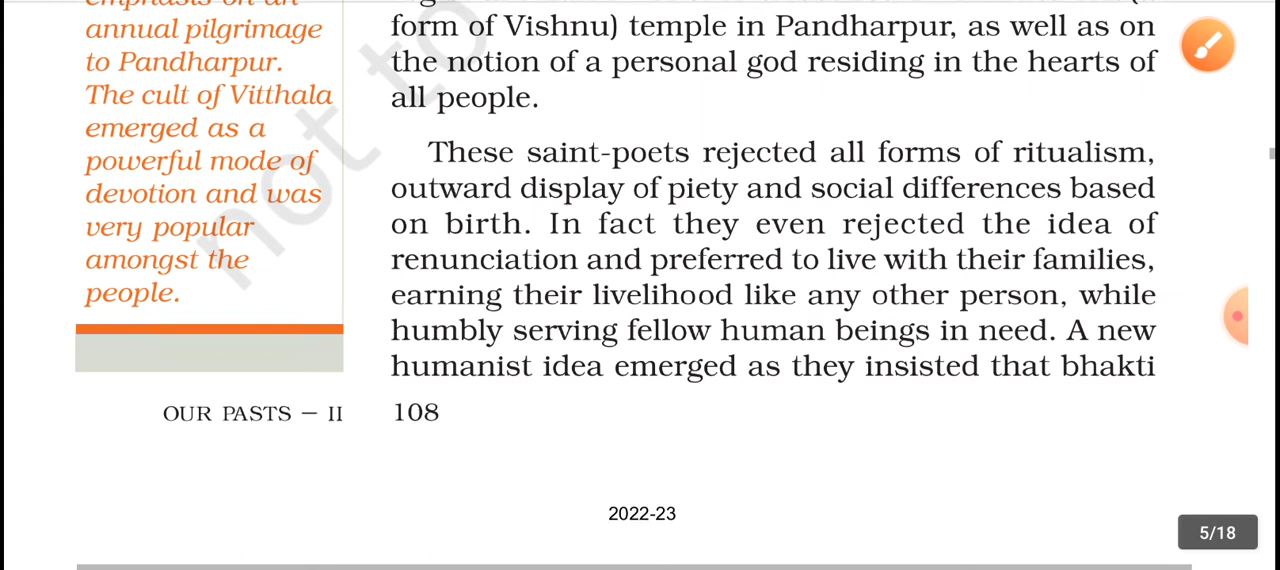 annual pilgrimage
to Pandharpur.
The cult of Vitthala
emerged as a
powerful mode of
devotion and was
very popular
amongst the
people.
form of Vishnu) temple in Pandharpur, as well as on
the notion of a personal god residing in the hearts of
all people.
These saint-poets rejected all forms of ritualism,
outward display of piety and social differences based
on birth. In fact they even rejected the idea of
renunciation and preferred to live with their families,
earning their livelihood like any other person, while
humbly serving fellow human beings in need. A new
humanist idea emerged as they insisted that bhakti
OUR PASTS – II 108
2022-23
5/18
not to